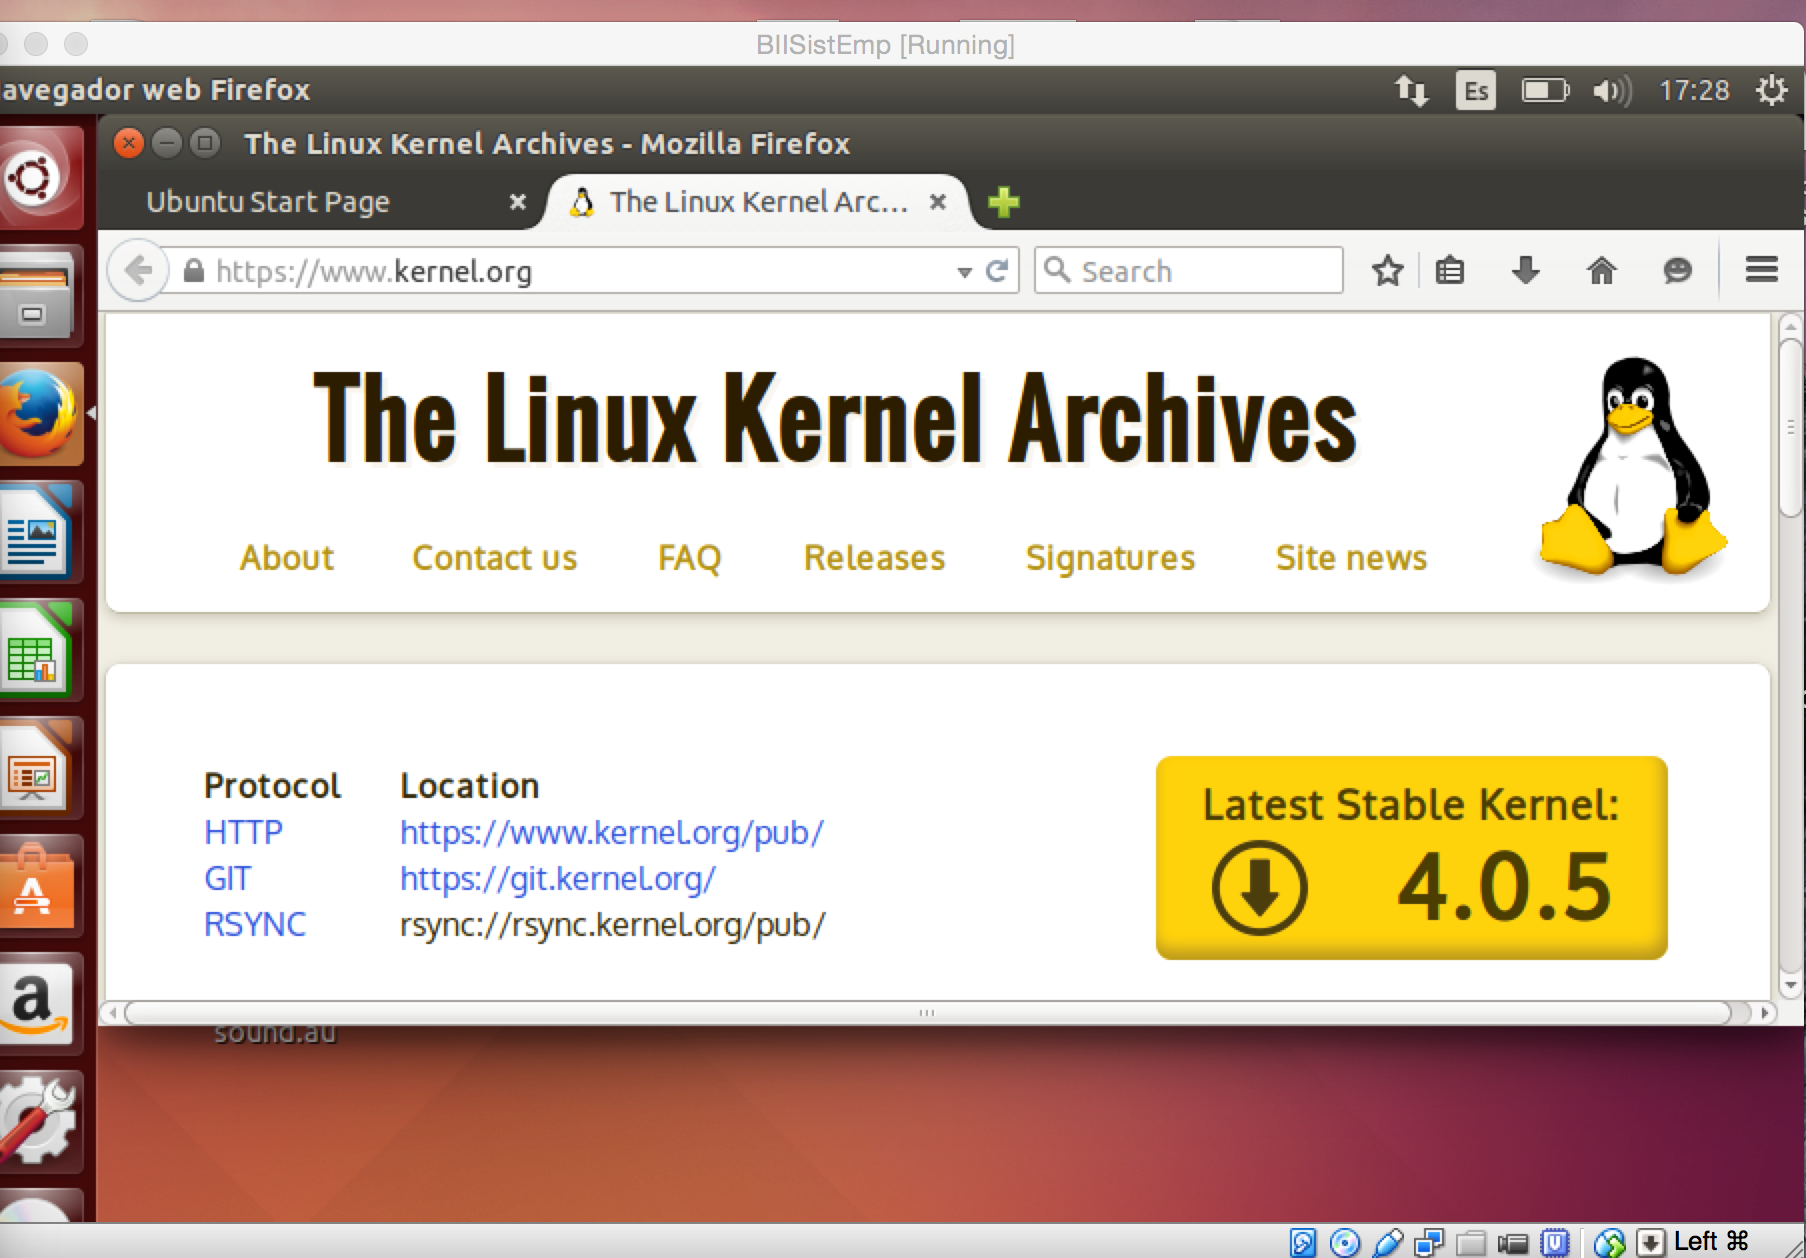 BIISistEmp [Running]
avegador web Firefox
Es
17:28
The Linux Kernel Archives - Mozilla Firefox
Ubuntu Start Page
The Linux Kernel Arc...
https://www.kernel.org
Search
The Linux Kernel Archives
About
Contact us
FAQ
Releases
Signatures
Site news
Protocol Location
HTTP https://www.kernel.org/pub/
GIT https://git.kernel.org/
RSYNC rsync://rsync.kernel.org/pub/
Latest Stable Kernel:
4.0.5
sound.au
Left ⌘